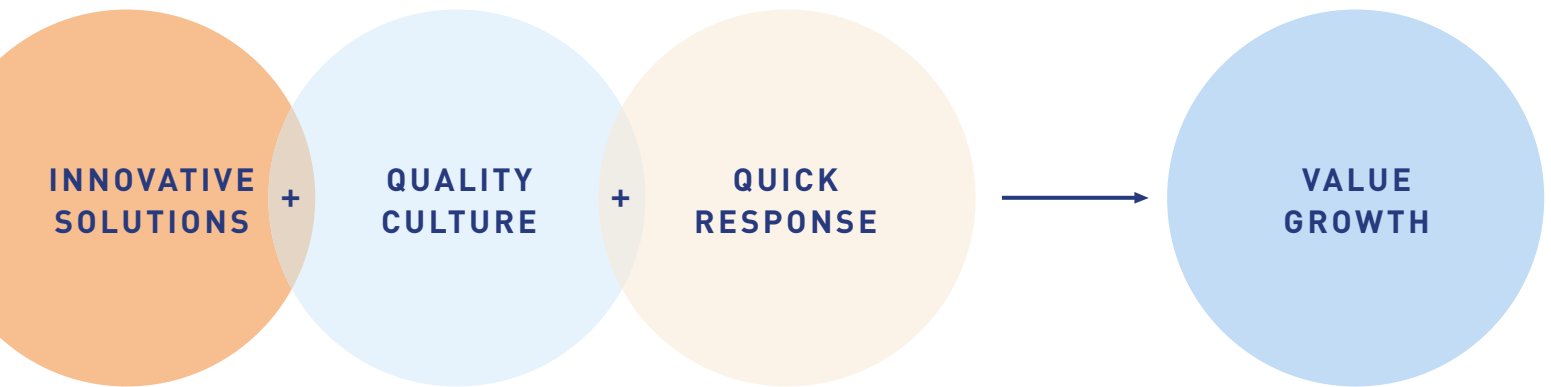 INNOVATIVE
SOLUTIONS
+
QUALITY
CULTURE
+
QUICK
RESPONSE
VALUE
GROWTH